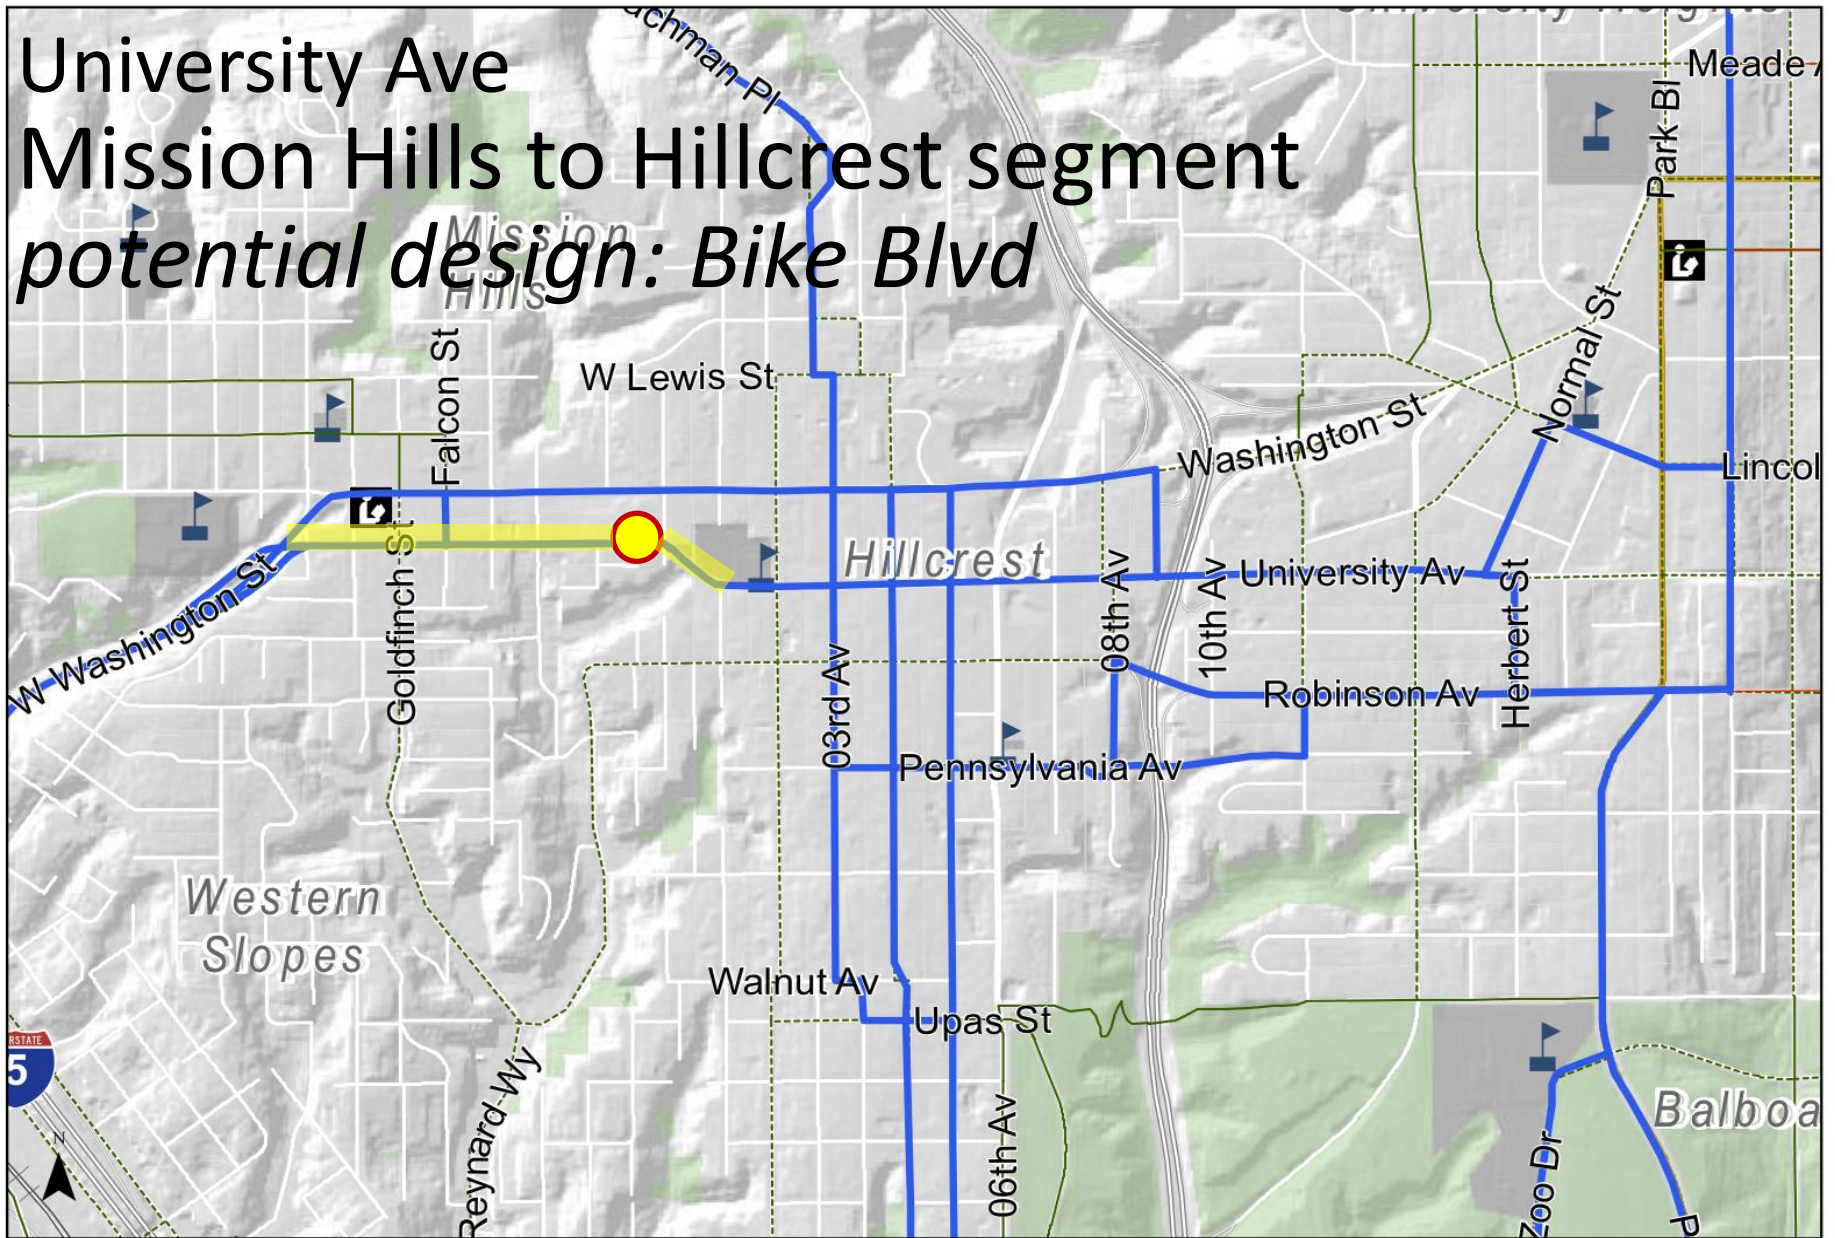 University Ave
Mission Hills to Hillcrest segment
potential design: Bike Blvd
Meade
Park Bl
Mission
Hills
Falcon St
W Lewis St
Normal St
Washington St
Hillcrest
University Av
08th Av
10th Av
Herbert St
W Washington St
Goldfinch St
03rd Av
Robinson Av
Pennsylvania Av
Western
Slopes
Walnut Av
Upas St
5
N
Reynard Wy
06th Av
Zoo Dr
Balboa
P